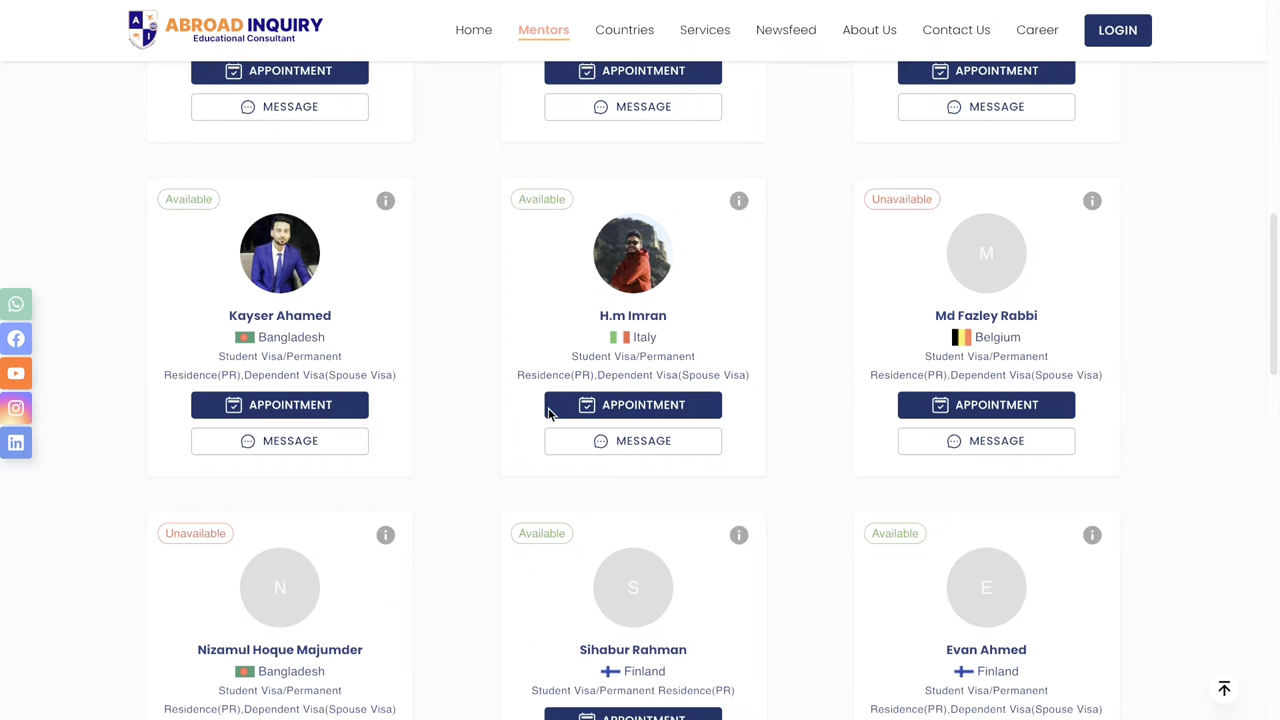 A
I
ABROAD INQUIRY
Educational Consultant
Home
Mentors
Countries
Services
Newsfeed
About Us
Contact Us
Career
LOGIN
APPOINTMENT
APPOINTMENT
APPOINTMENT
MESSAGE
MESSAGE
MESSAGE
Available
Kayser Ahamed
Bangladesh
Student Visa/Permanent
Residence(PR),Dependent Visa(Spouse Visa)
APPOINTMENT
MESSAGE
Available
H.m Imran
Italy
Student Visa/Permanent
Residence(PR),Dependent Visa(Spouse Visa)
APPOINTMENT
MESSAGE
Unavailable
M
Md Fazley Rabbi
Belgium
Student Visa/Permanent
Residence(PR),Dependent Visa(Spouse Visa)
APPOINTMENT
MESSAGE
Unavailable
N
Nizamul Hoque Majumder
Bangladesh
Student Visa/Permanent
Residence(PR),Dependent Visa(Spouse Visa)
Available
S
Sihabur Rahman
Finland
Student Visa/Permanent Residence(PR)
APPOINTMENT
Available
E
Evan Ahmed
Finland
Student Visa/Permanent
Residence(PR),Dependent Visa(Spouse Visa)